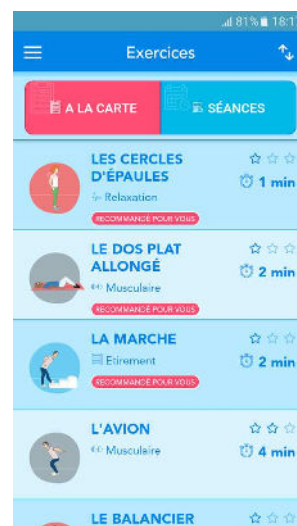 81% 18:1
Exercices
A LA CARTE
SÉANCES
LES CERCLES
D'ÉPAULES
1 min
Relaxation
RECOMMANDÉ POUR VOUS
LE DOS PLAT
ALLONGÉ
2 min
Musculaire
RECOMMANDÉ POUR VOUS
LA MARCHE
Etirement
2 min
RECOMMANDÉ POUR VOUS
L'AVION
Musculaire
4 min
LE BALANCIER